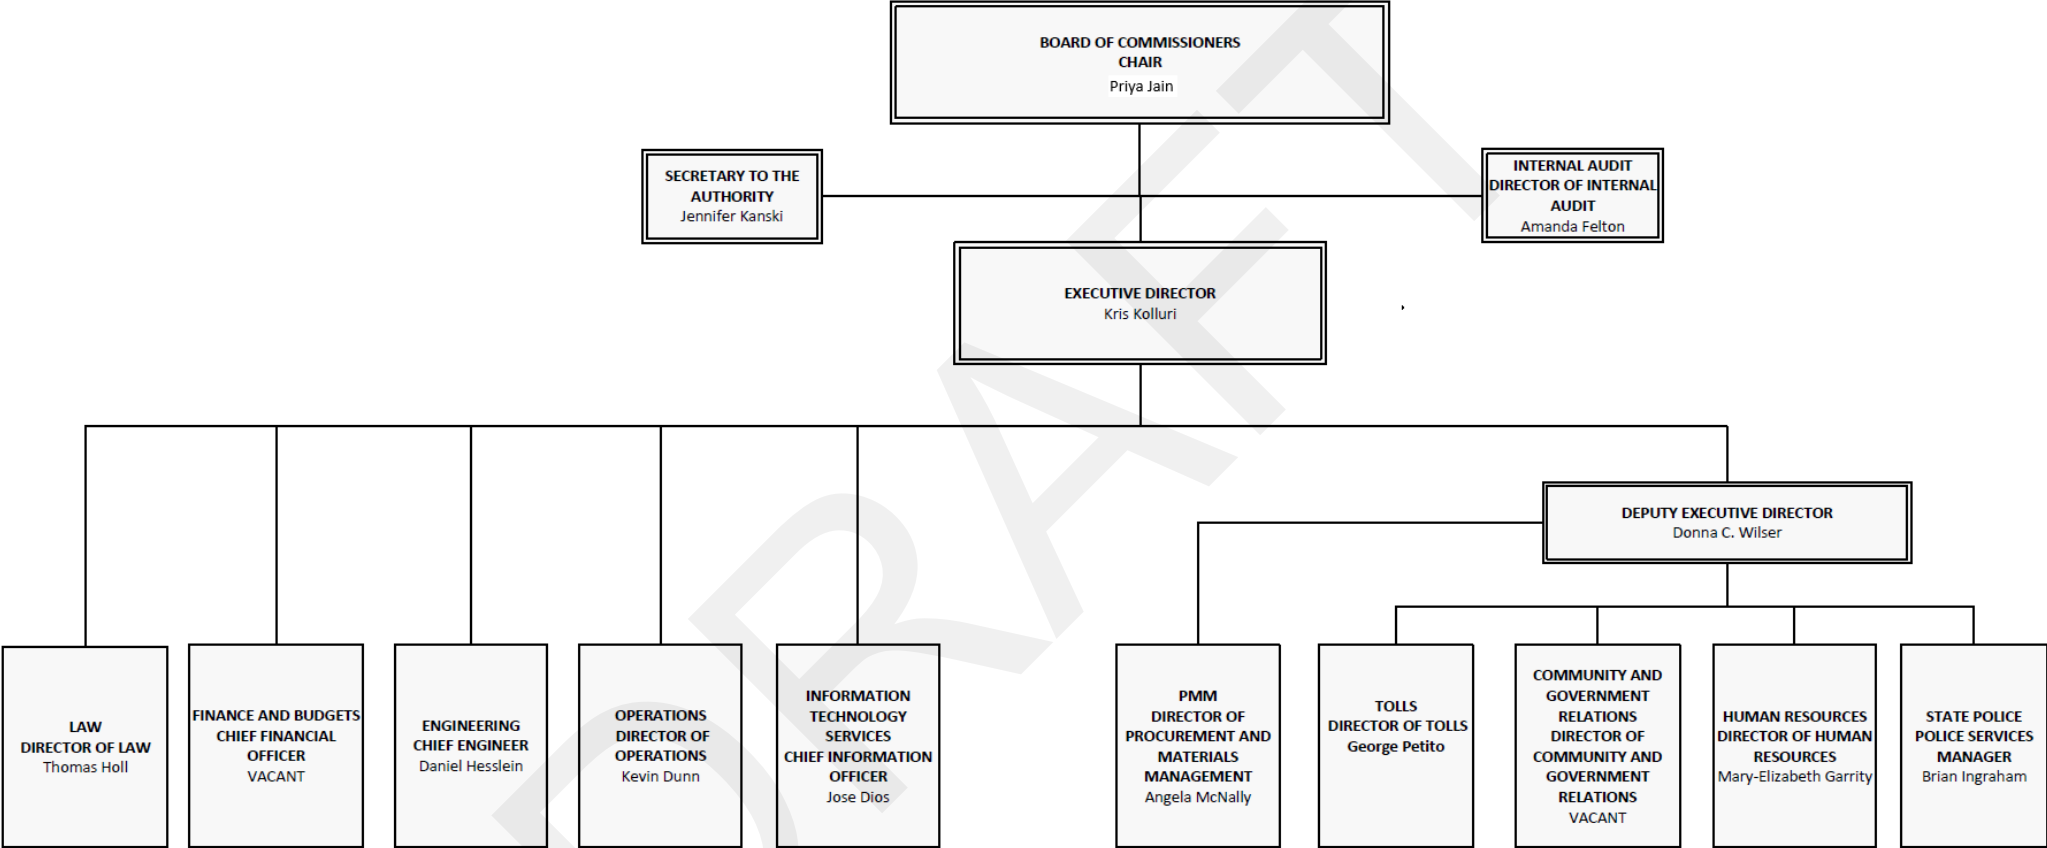 BOARD OF COMMISSIONERS
CHAIR
Priya Jain
SECRETARY TO THE
AUTHORITY
Jennifer Kanski
INTERNAL AUDIT
DIRECTOR OF INTERNAL
AUDIT
Amanda Felton
EXECUTIVE DIRECTOR
Kris Kolluri
DEPUTY EXECUTIVE DIRECTOR
Donna C. Wilser
LAW
DIRECTOR OF LAW
Thomas Holl
FINANCE AND BUDGETS
CHIEF FINANCIAL
OFFICER
VACANT
ENGINEERING
CHIEF ENGINEER
Daniel Hesslein
OPERATIONS
DIRECTOR OF
OPERATIONS
Kevin Dunn
INFORMATION
TECHNOLOGY
SERVICES
CHIEF INFORMATION
OFFICER
Jose Dios
PMM
DIRECTOR OF
PROCUREMENT AND
MATERIALS
MANAGEMENT
Angela McNally
TOLLS
DIRECTOR OF TOLLS
George Petito
COMMUNITY AND
GOVERNMENT
RELATIONS
DIRECTOR OF
COMMUNITY AND
GOVERNMENT
RELATIONS
VACANT
HUMAN RESOURCES
DIRECTOR OF HUMAN
RESOURCES
Mary-Elizabeth Garrity
STATE POLICE
POLICE SERVICES
MANAGER
Brian Ingraham
DRAFT